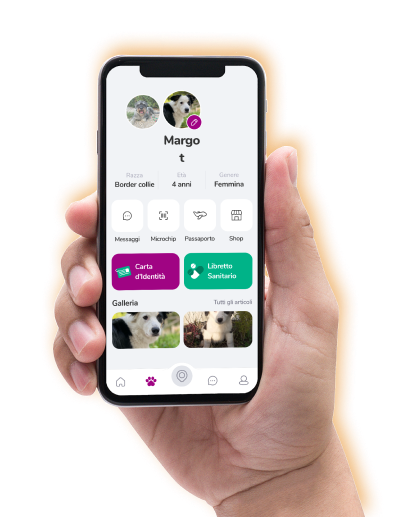 Margo
t
Razza Età Genere
Border collie 4 anni Femmina
Messaggi Microchip Passaporto Shop
Carta
d'Identità
Libretto
Sanitario
Galleria Tutti gli articoli